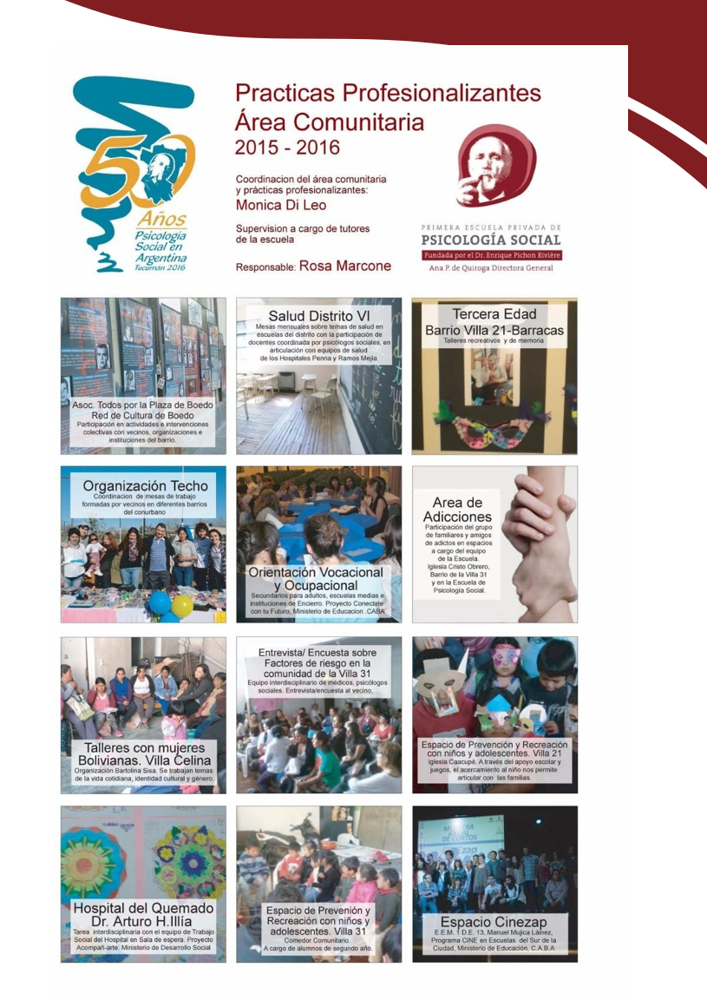 Practicas Profesionalizantes
Área Comunitaria
2015 - 2016
Coordinacion del área comunitaria
y prácticas profesionalizantes:
Monica Di Leo
Supervision a cargo de tutores
de la escuela
Responsable: Rosa Marcone
50
Años
Psicología
Social en
Argentina
Tucumán 2016
PRIMERA ESCUELA PRIVADA DE
PSICOLOGÍA SOCIAL
Fundada por el Dr. Enrique Pichon Rivière
Ana P. de Quiroga Directora General
Asoc. Todos por la Plaza de Boedo
Red de Cultura de Boedo
Participación en actividades e intervenciones
colectivas con vecinos, organizaciones e
instituciones del barrio.
Salud Distrito VI
Mesas mensuales sobre temas de salud en
escuelas del distrito con la participación de
docentes coordinada por psicólogos sociales, en
articulación con equipos de salud
de los Hospitales Penna y Ramos Mejia.
Tercera Edad
Barrio Villa 21-Barracas
Talleres recreativos y de memoria
Organización Techo
Coordinacion de mesas de trabajo
formadas por vecinos en diferentes barrios
del conurbano
Orientación Vocacional
y Ocupacional
Secundarios para adultos, escuelas medias e
instituciones de Encierro. Proyecto Conectate
con tu Futuro, Ministerio de Educacion .CABA
Area de
Adicciones
Participación del grupo
de familiares y amigos
de adictos en espacios
a cargo del equipo
de la Escuela.
Iglesia Cristo Obrero,
Barrio de la Villa 31
y en la Escuela de
Psicología Social.
Talleres con mujeres
Bolivianas. Villa Celina
Organización Bartolina Sisa. Se trabajan temas
de la vida cotidiana, identidad cultural y género.
Entrevista/ Encuesta sobre
Factores de riesgo en la
comunidad de la Villa 31
Equipo interdisciplinario de médicos, psicólogos
sociales. Entrevista/encuesta al vecino.
Espacio de Prevención y Recreación
con niños y adolescentes. Villa 21
Iglesia Caacupé. A través del apoyo escolar y
juegos, el acercamiento al niño nos permite
articular con las familias.
Hospital del Quemado
Dr. Arturo H.Illía
Tarea interdisciplinaria con el equipo de Trabajo
Social del Hospital en Sala de espera. Proyecto
Acompañ-arte. Ministerio de Desarrollo Social
Espacio de Prevenión y
Recreación con niños y
adolescentes. Villa 31
Comedor Comunitario.
A cargo de alumnos de segundo año.
Espacio Cinezap
E.E.M. 1 D.E. 13, Manuel Mujica Láinez,
Programa CINE en Escuelas del Sur de la
Ciudad, Ministerio de Educación, C.A.B.A